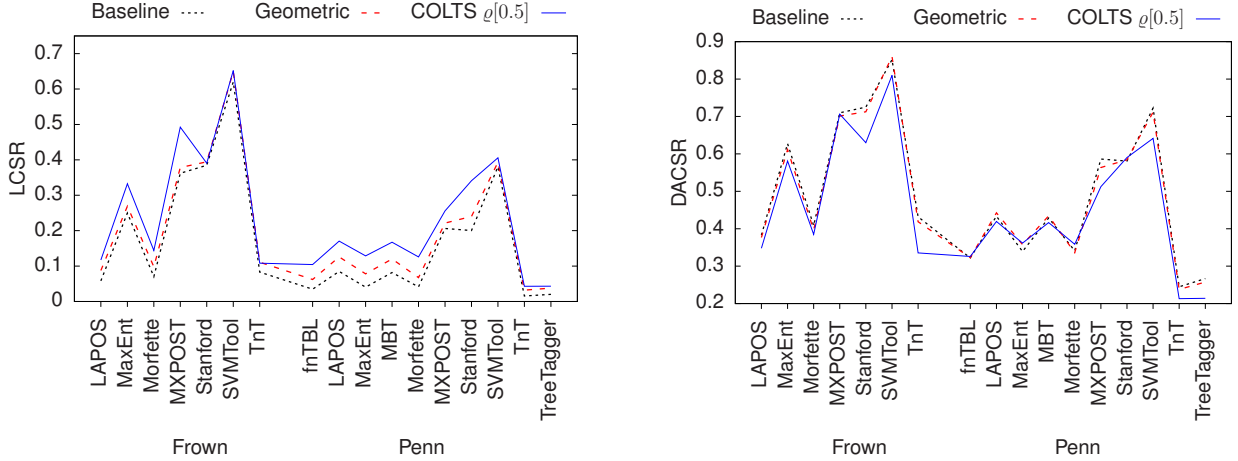 Baseline Geometric COLTS ϱ[0.5]
LCSR
0.7
0.6
0.5
0.4
0.3
0.2
0.1
0
LAPOS
MaxEnt
Morfette
MXPOST
Stanford
SVMTool
TnT
fnTBL
LAPOS
MaxEnt
MBT
Morfette
MXPOST
Stanford
SVMTool
TnT
TreeTagger
Frown Penn
Baseline Geometric COLTS ϱ[0.5]
DACSR
0.9
0.8
0.7
0.6
0.5
0.4
0.3
0.2
LAPOS
MaxEnt
Morfette
MXPOST
Stanford
SVMTool
TnT
fnTBL
LAPOS
MaxEnt
MBT
Morfette
MXPOST
Stanford
SVMTool
TnT
TreeTagger
Frown Penn